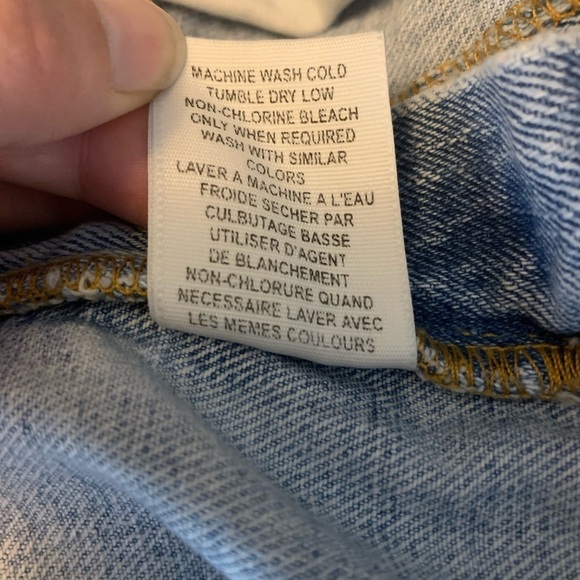 MACHINE WASH COLD
TUMBLE DRY LOW
NON-CHLORINE BLEACH
ONLY WHEN REQUIRED
WASH WITH SIMILAR
COLORS
LAVER A MACHINE A L'EAU
FROIDE SECHER PAR
CULBUTAGE BASSE
UTILISER D'AGENT
DE BLANCHEMENT
NON-CHLORURE QUAND
NECESSAIRE LAVER AVEC
LES MEMES COULOURS